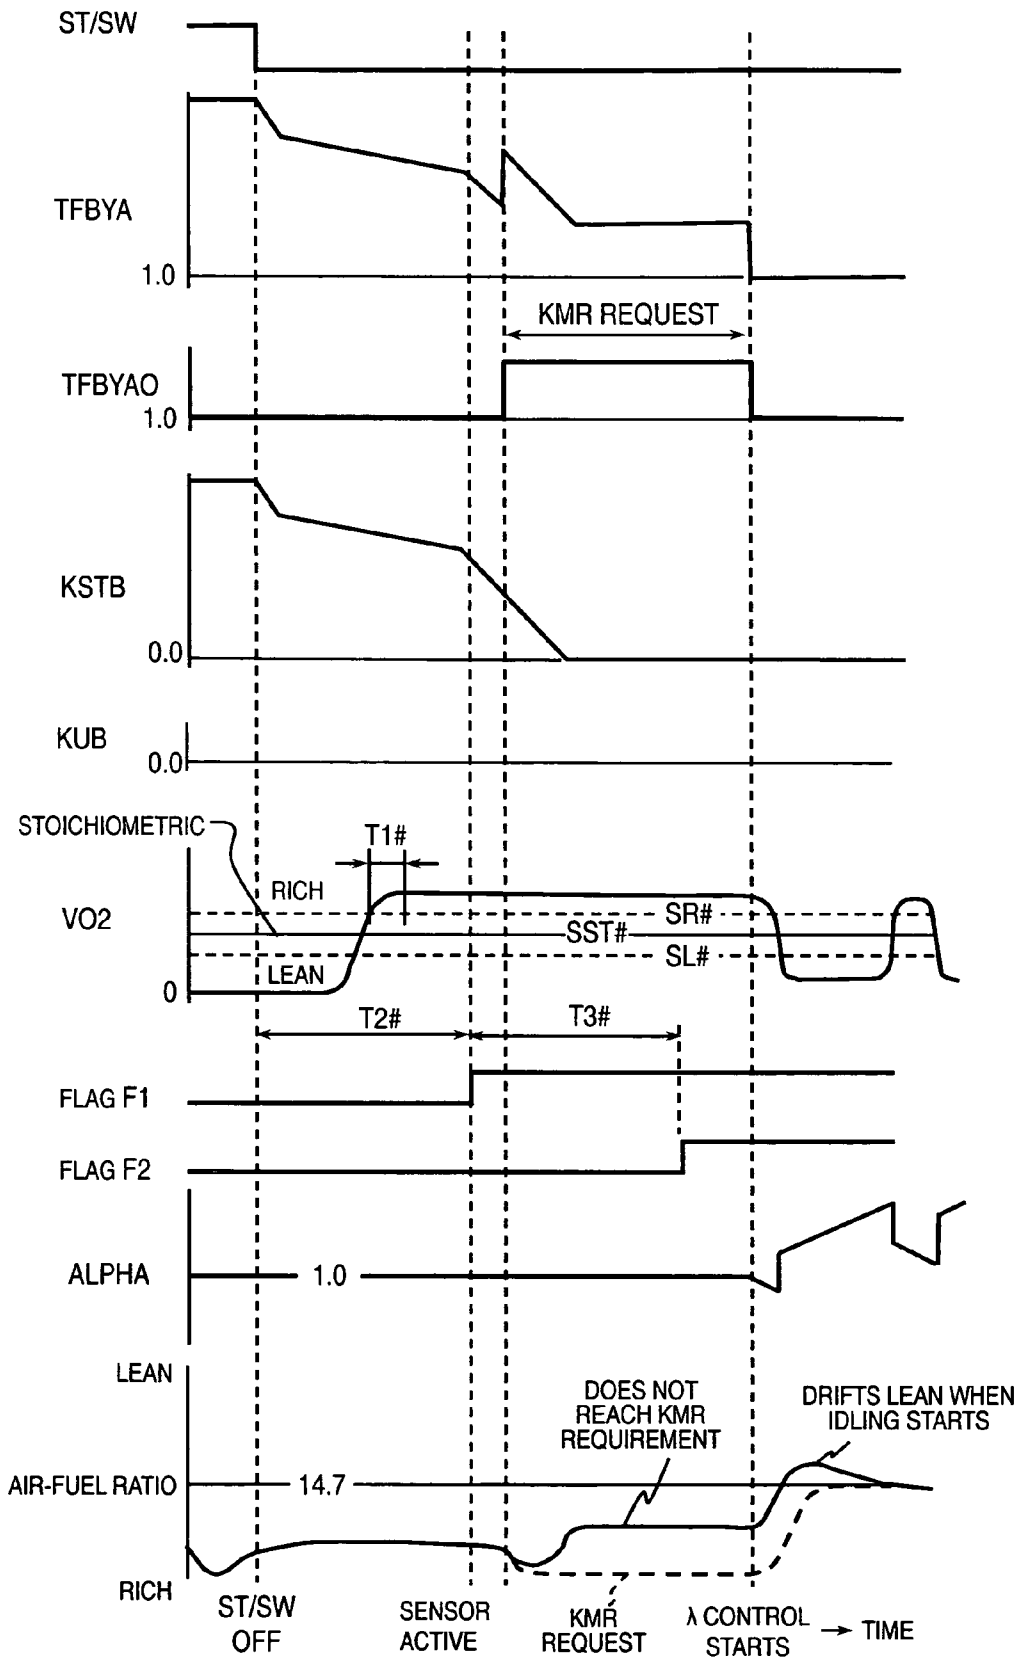 ST/SW
TFBYA
1.0
KMR REQUEST
TFBYAO
1.0
KSTB
0.0
KUB
0.0
STOICHIOMETRIC
T1#
RICH
VO2
SR#
SST#
SL#
LEAN
0
T2#
T3#
FLAG F1
FLAG F2
ALPHA
1.0
LEAN
DOES NOT
REACH KMR
REQUIREMENT
DRIFTS LEAN WHEN
IDLING STARTS
AIR-FUEL RATIO
14.7
RICH
ST/SW
OFF
SENSOR
ACTIVE
KMR
REQUEST
λ CONTROL
STARTS
→ TIME